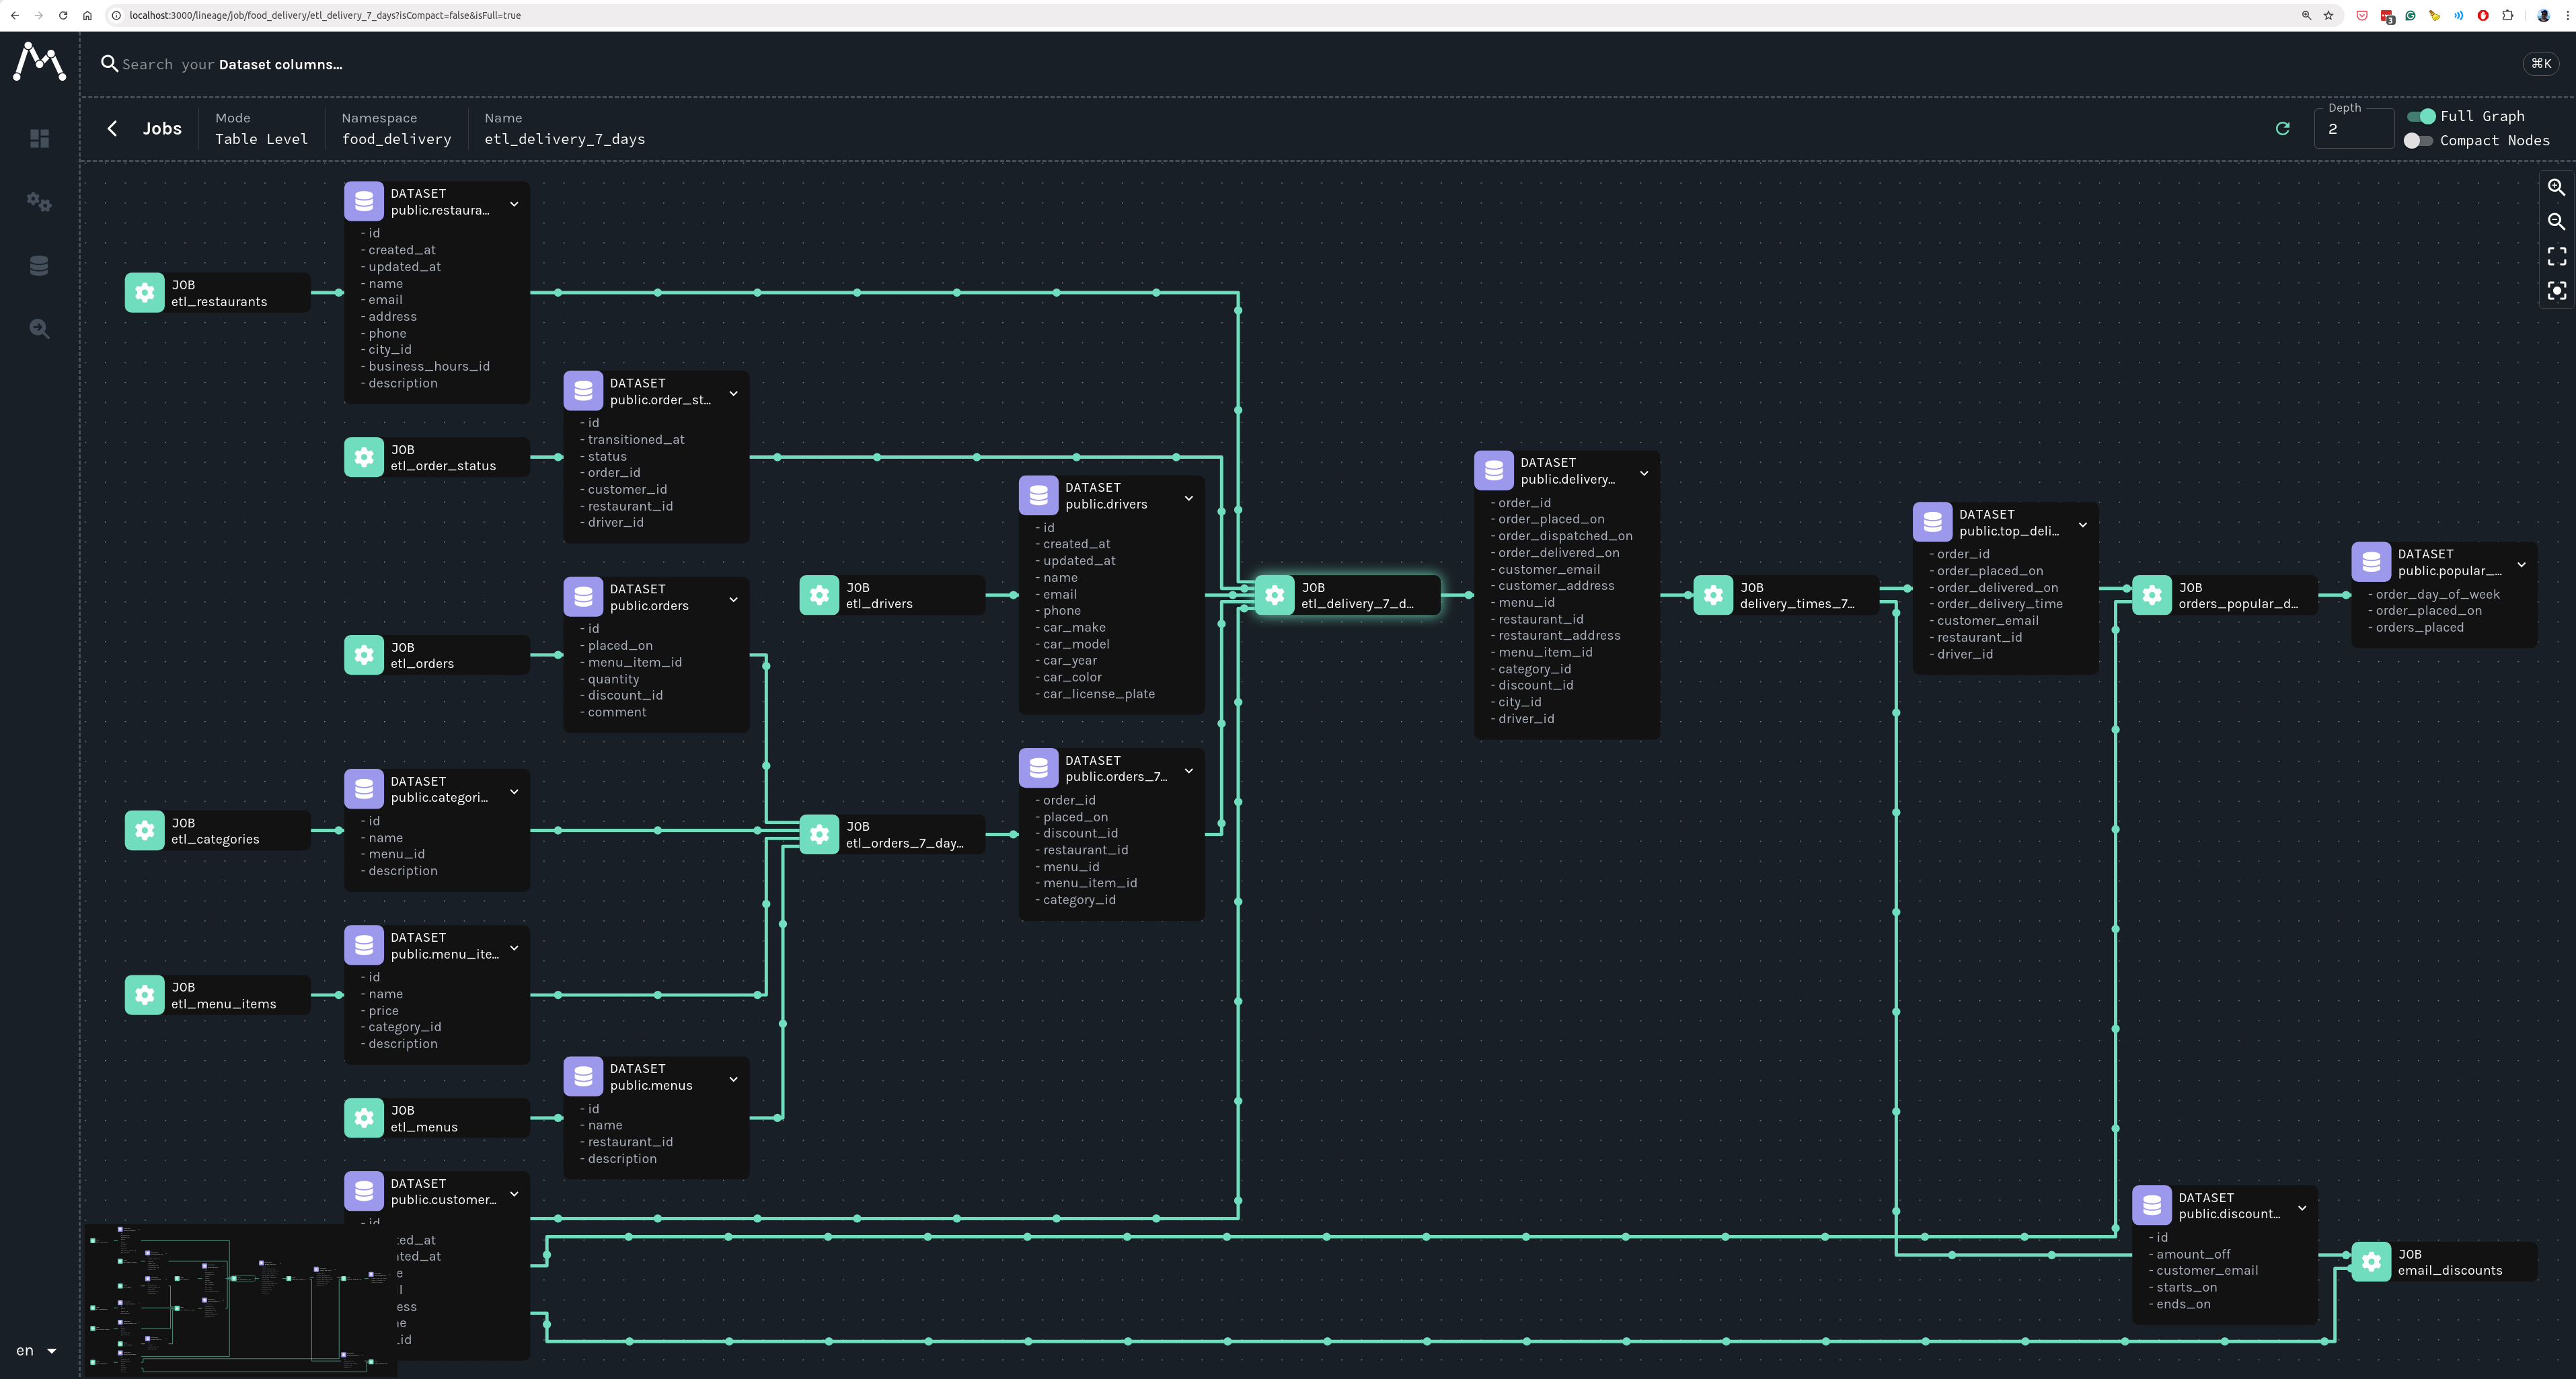 localhost:3000/lineage/job/food_delivery/etl_delivery_7_days?isCompact=false&isFull=true
3
Search your Dataset columns...
⌘K
Jobs
Mode
Table Level
Namespace
food_delivery
Name
etl_delivery_7_days
Depth
2
Full Graph
Compact Nodes
DATASET
public.restaura...
- id
- created_at
- updated_at
- name
- email
- address
- phone
- city_id
- business_hours_id
- description
JOB
etl_restaurants
JOB
etl_order_status
DATASET
public.order_st...
- id
- transitioned_at
- status
- order_id
- customer_id
- restaurant_id
- driver_id
JOB
etl_orders
DATASET
public.orders
- id
- placed_on
- menu_item_id
- quantity
- discount_id
- comment
JOB
etl_drivers
DATASET
public.drivers
- id
- created_at
- updated_at
- name
- email
- phone
- car_make
- car_model
- car_year
- car_color
- car_license_plate
JOB
etl_categories
DATASET
public.categori...
- id
- name
- menu_id
- description
JOB
etl_orders_7_day...
DATASET
public.orders_7...
- order_id
- placed_on
- discount_id
- restaurant_id
- menu_id
- menu_item_id
- category_id
JOB
etl_menu_items
DATASET
public.menu_ite...
- id
- name
- price
- category_id
- description
JOB
etl_menus
DATASET
public.menus
- id
- name
- restaurant_id
- description
DATASET
public.customer...
- id
ted_at
ated_at
e
l
ess
ne
_id
JOB
etl_delivery_7_d...
DATASET
public.delivery...
- order_id
- order_placed_on
- order_dispatched_on
- order_delivered_on
- customer_email
- customer_address
- menu_id
- restaurant_id
- restaurant_address
- menu_item_id
- category_id
- discount_id
- city_id
- driver_id
JOB
delivery_times_7...
DATASET
public.top_deli...
- order_id
- order_placed_on
- order_delivered_on
- order_delivery_time
- customer_email
- restaurant_id
- driver_id
JOB
orders_popular_d...
DATASET
public.popular_...
- order_day_of_week
- order_placed_on
- orders_placed
DATASET
public.discount...
- id
- amount_off
- customer_email
- starts_on
- ends_on
JOB
email_discounts
en